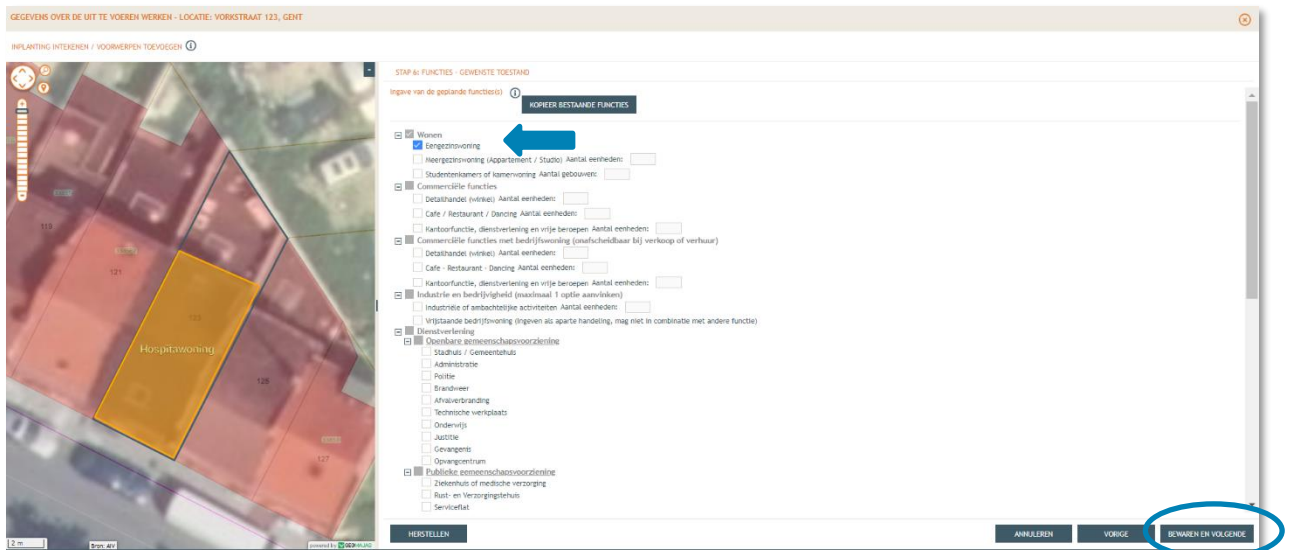 GEGEVENS OVER DE UIT TE VOEREN WERKEN - LOCATIE: VORKSTRAAT 123, GENT
INPLANTING INTEKENEN / VOORWERPEN TOEVOEGEN
STAP 6: FUNCTIES - GEWENSTE TOESTAND
Ingave van de geplande functies(s)
KOPIEER BESTAANDE FUNCTIES
Wonen
Eengezinswoning
Meergezinswoning (Appartement / Studio) Aantal eenheden:
Studentenkamers of kamerwoning Aantal gebouwen:
Commerciële functies
Detailhandel (winkel) Aantal eenheden:
Cafe / Restaurant / Dancing Aantal eenheden:
Kantoorfunctie, dienstverlening en vrije beroepen Aantal eenheden:
Commerciële functies met bedrijfswoning (onafscheidbaar bij verkoop of verhuur)
Detailhandel (winkel) Aantal eenheden:
Cafe - Restaurant - Dancing Aantal eenheden:
Kantoorfunctie, dienstverlening en vrije beroepen Aantal eenheden:
Industrie en bedrijvigheid (maximaal 1 optie aanvinken)
Industriële of ambachtelijke activiteiten Aantal eenheden:
Vrijstaande bedrijfswoning (ingeven als aparte handeling, mag niet in combinatie met andere functie)
Dienstverlening
Openbare gemeenschapsvoorziening
Stadhuis / Gemeentehuis
Administratie
Politie
Brandweer
Afvalverbranding
Technische werkplaats
Onderwijs
Justitie
Gevangenis
Opvangcentrum
Publieke gemeenschapsvoorziening
Ziekenhuis of medische verzorging
Rust- en Verzorgingstehuis
Serviceflat
119
121
123
Hospitawoning
125
127
2 m
Bron: AIV
powered by GEOMAJAS
HERSTELLEN
ANNULEREN
VORIGE
BEWAREN EN VOLGENDE